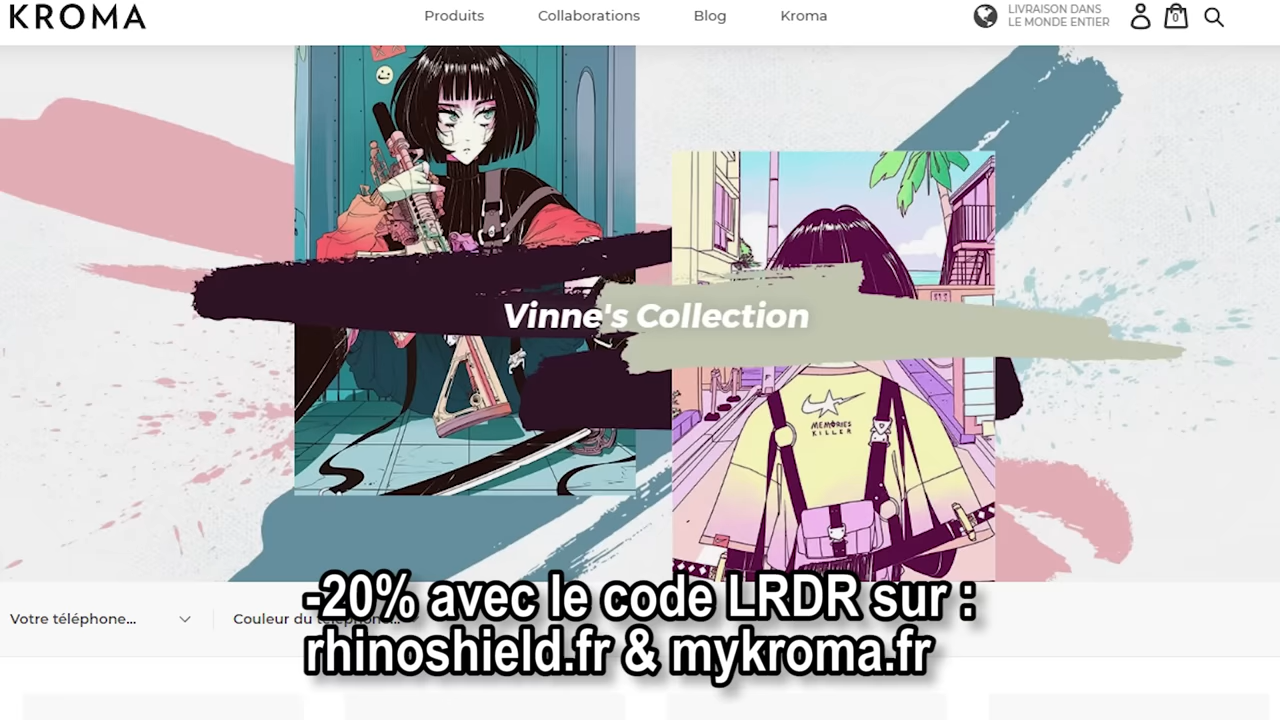 KROMA
Produits
Collaborations
Blog
Kroma
LIVRAISON DANS
LE MONDE ENTIER
0
Vinne's Collection
MEMORIES
KILLER
Votre téléphone...
Couleur du téléphone...
-20% avec le code LRDR sur :
rhinoshield.fr & mykroma.fr